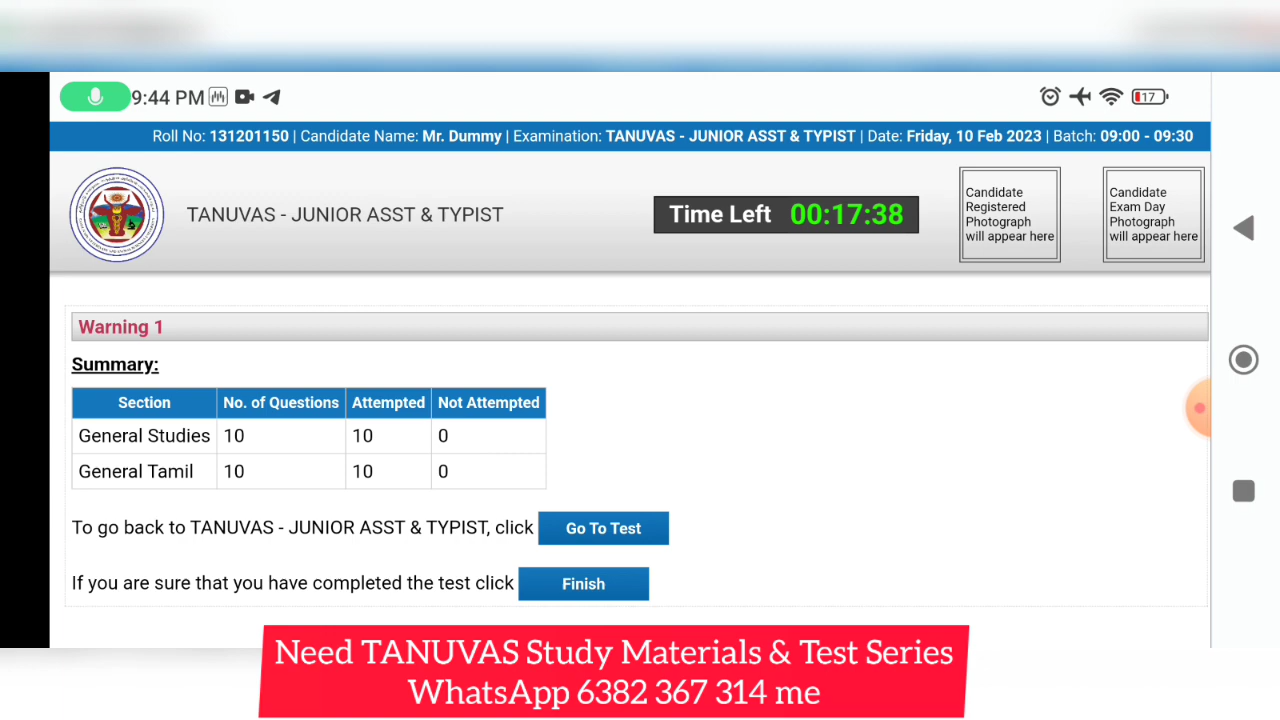 9:44 PM
17
Roll No: 131201150 | Candidate Name: Mr. Dummy | Examination: TANUVAS - JUNIOR ASST & TYPIST | Date: Friday, 10 Feb 2023 | Batch: 09:00 - 09:30
TANUVAS - JUNIOR ASST & TYPIST
Time Left 00:17:38
Candidate
Registered
Photograph
will appear here
Candidate
Exam Day
Photograph
will appear here
Warning 1
Summary:
Section No. of Questions Attempted Not Attempted
General Studies 10 10 0
General Tamil 10 10 0
To go back to TANUVAS - JUNIOR ASST & TYPIST, click Go To Test
If you are sure that you have completed the test click Finish
Need TANUVAS Study Materials & Test Series
WhatsApp 6382 367 314 me